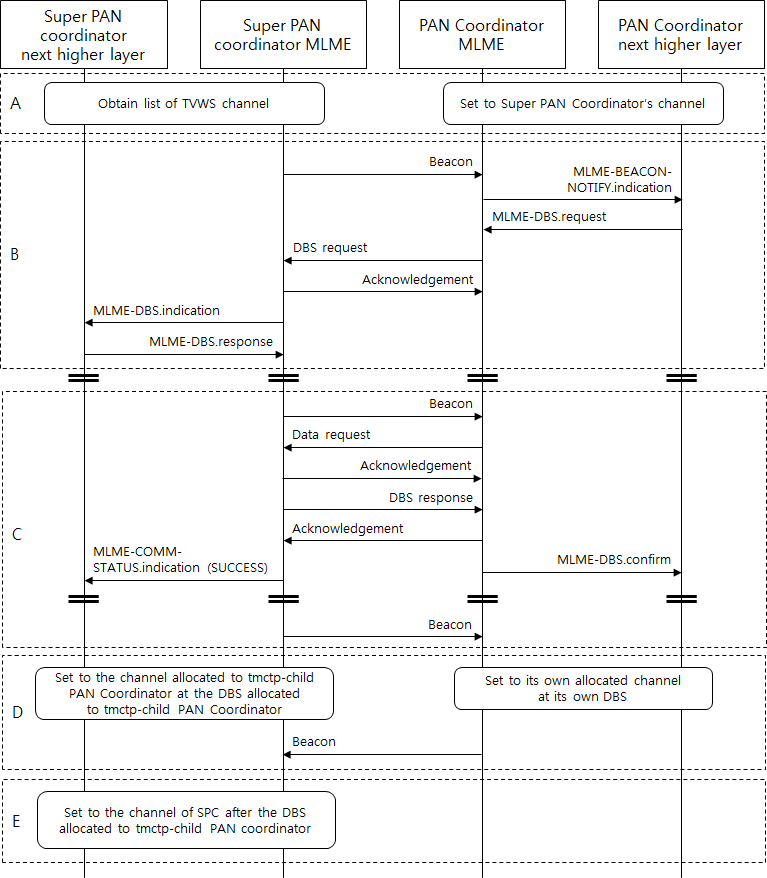 Super PAN
coordinator
next higher layer
Super PAN
coordinator MLME
PAN Coordinator
MLME
PAN Coordinator
next higher layer
A
Obtain list of TVWS channel
Set to Super PAN Coordinator's channel
B
Beacon
MLME-BEACON-
NOTIFY.indication
MLME-DBS.request
DBS request
Acknowledgement
MLME-DBS.indication
MLME-DBS.response
C
Beacon
Data request
Acknowledgement
DBS response
Acknowledgement
MLME-COMM-
STATUS.indication (SUCCESS)
MLME-DBS.confirm
Beacon
D
Set to the channel allocated to tmctp-child
PAN Coordinator at the DBS allocated
to tmctp-child PAN Coordinator
Set to its own allocated channel
at its own DBS
Beacon
E
Set to the channel of SPC after the DBS
allocated to tmctp-child PAN coordinator